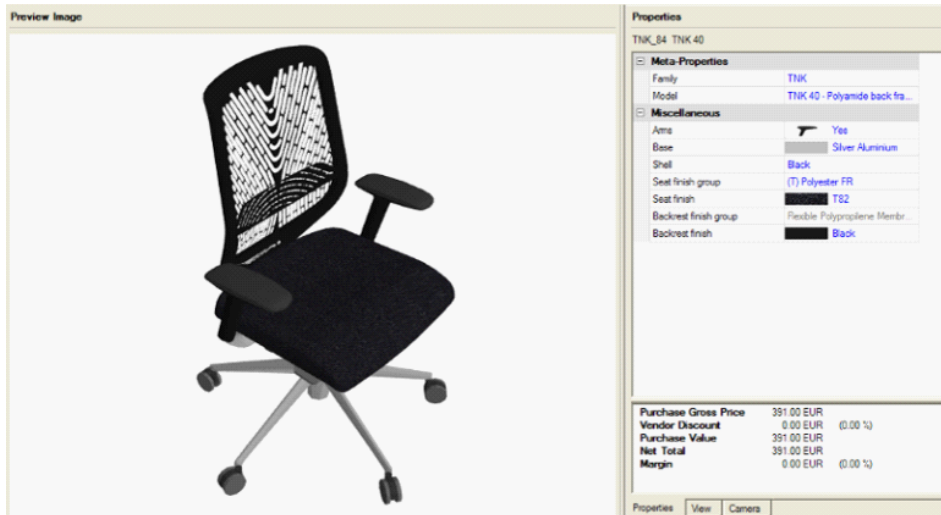 Preview Image
Properties
TNK_84 TNK 40
Meta-Properties
Family TNK
Model TNK 40 - Polyamide back fra...
Miscellaneous
Arms Yes
Base Silver Aluminium
Shell Black
Seat finish group (T) Polyester FR
Seat finish T82
Backrest finish group Flexible Polyproplene Membr...
Backrest finish Black
Purchase Gross Price 391.00 EUR
Vendor Discount 0.00 EUR (0.00 %)
Purchase Value 391.00 EUR
Net Total 391.00 EUR
Margin 0.00 EUR (0.00 %)
Properties View Camera